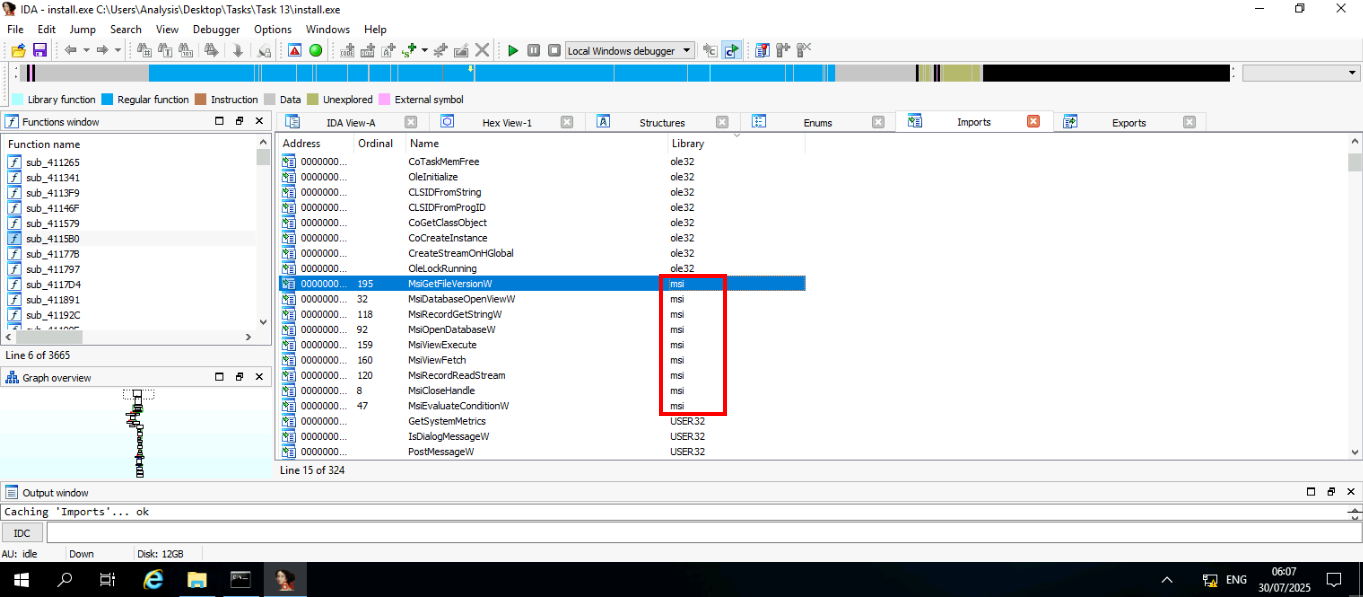 IDA - install.exe C:\Users\Analysis\Desktop\Tasks\Task 13\install.exe
File Edit Jump Search View Debugger Options Windows Help
Local Windows debugger
Library function Regular function Instruction Data Unexplored External symbol
Functions window
IDA View-A Hex View-1 Structures Enums Imports Exports
Function name
sub_411265
sub_411341
sub_4113F9
sub_41146F
sub_411579
sub_4115B0
sub_41177B
sub_411797
sub_4117D4
sub_411891
sub_41192C
Line 6 of 3665
Graph overview
Address Ordinal Name Library
0000000... CoTaskMemFree ole32
0000000... OleInitialize ole32
0000000... CLSIDFromString ole32
0000000... CLSIDFromProgID ole32
0000000... CoGetClassObject ole32
0000000... CoCreateInstance ole32
0000000... CreateStreamOnHGlobal ole32
0000000... OleLockRunning ole32
0000000... 195 MsiGetFileVersionW msi
0000000... 32 MsiDatabaseOpenViewW msi
0000000... 118 MsiRecordGetStringW msi
0000000... 92 MsiOpenDatabaseW msi
0000000... 159 MsiViewExecute msi
0000000... 160 MsiViewFetch msi
0000000... 120 MsiRecordReadStream msi
0000000... 8 MsiCloseHandle msi
0000000... 47 MsiEvaluateConditionW msi
0000000... GetSystemMetrics USER32
0000000... IsDialogMessageW USER32
0000000... PostMessageW USER32
Line 15 of 324
Output window
Caching 'Imports'... ok
IDC
AU: idle Down Disk: 12GB
ENG
06:07
30/07/2025